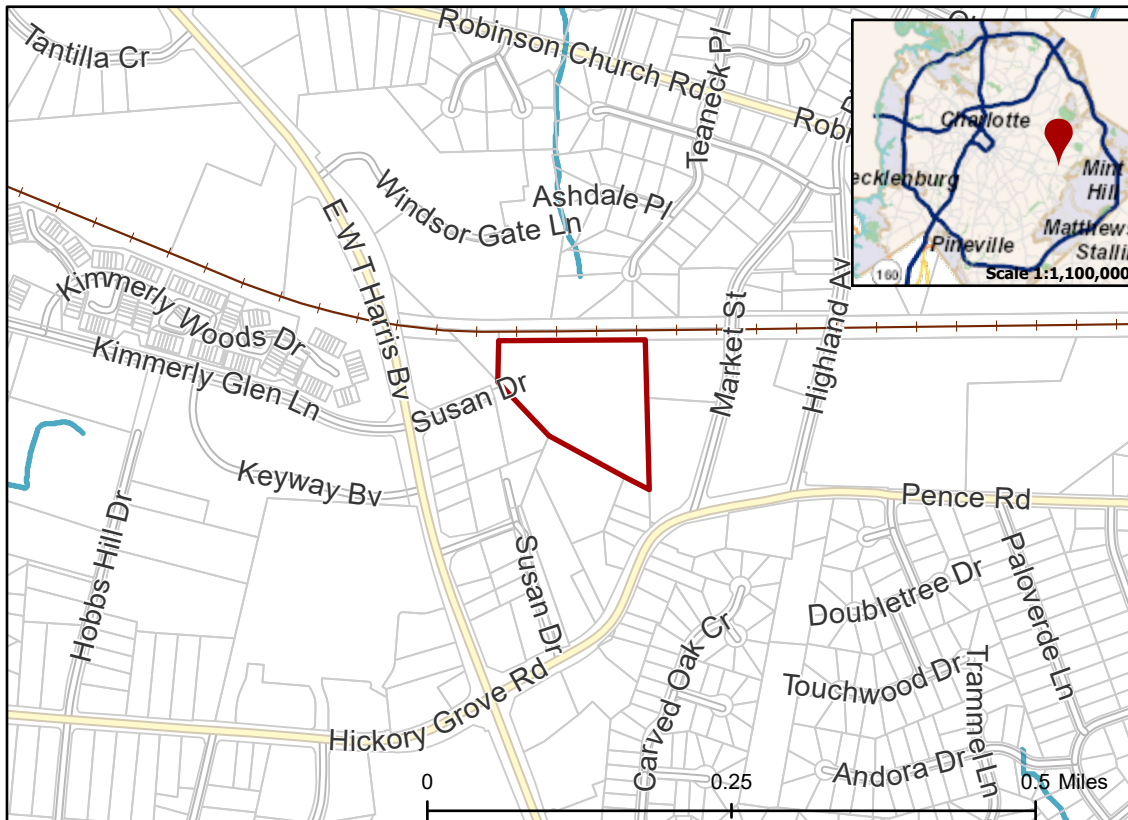 Tantilla Cr
Robinson Church Rd
Teaneck Pl
Windsor Gate Ln
Ashdale Pl
E W T Harris Bv
Kimmerly Woods Dr
Kimmerly Glen Ln
Susan Dr
Market St
Highland Av
Keyway Bv
Hobbs Hill Dr
Susan Dr
Pence Rd
Hickory Grove Rd
Carved Oak Cr
Doubletree Dr
Paloverde Ln
Touchwood Dr
Trammel Ln
Andora Dr
0
0.25
0.5 Miles
Charlotte
ecklenburg
Mint
Hill
Matthews
Stalli
Pineville
160
Scale 1:1,100,000